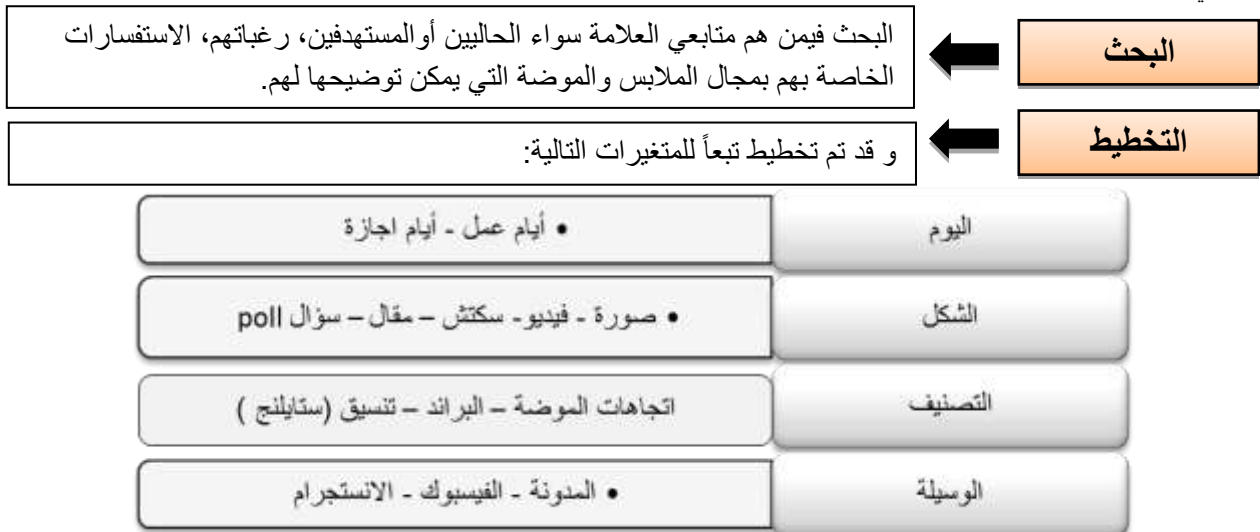 البحث
البحث فيمن هم متابعي العلامة سواء الحاليين أوالمستهدفين، رغباتهم، الاستفسارات
الخاصة بهم بمجال الملابس والموضة التي يمكن توضيحها لهم.
التخطيط
و قد تم تخطيط تبعاً للمتغيرات التالية:
اليوم
• أيام عمل - أيام اجازة
الشكل
• صورة - فيديو- سكتش – مقال – سؤال poll
التصنيف
اتجاهات الموضة – البراند – تنسيق (ستايلنج )
الوسيلة
• المدونة - الفيسبوك - الانستجرام